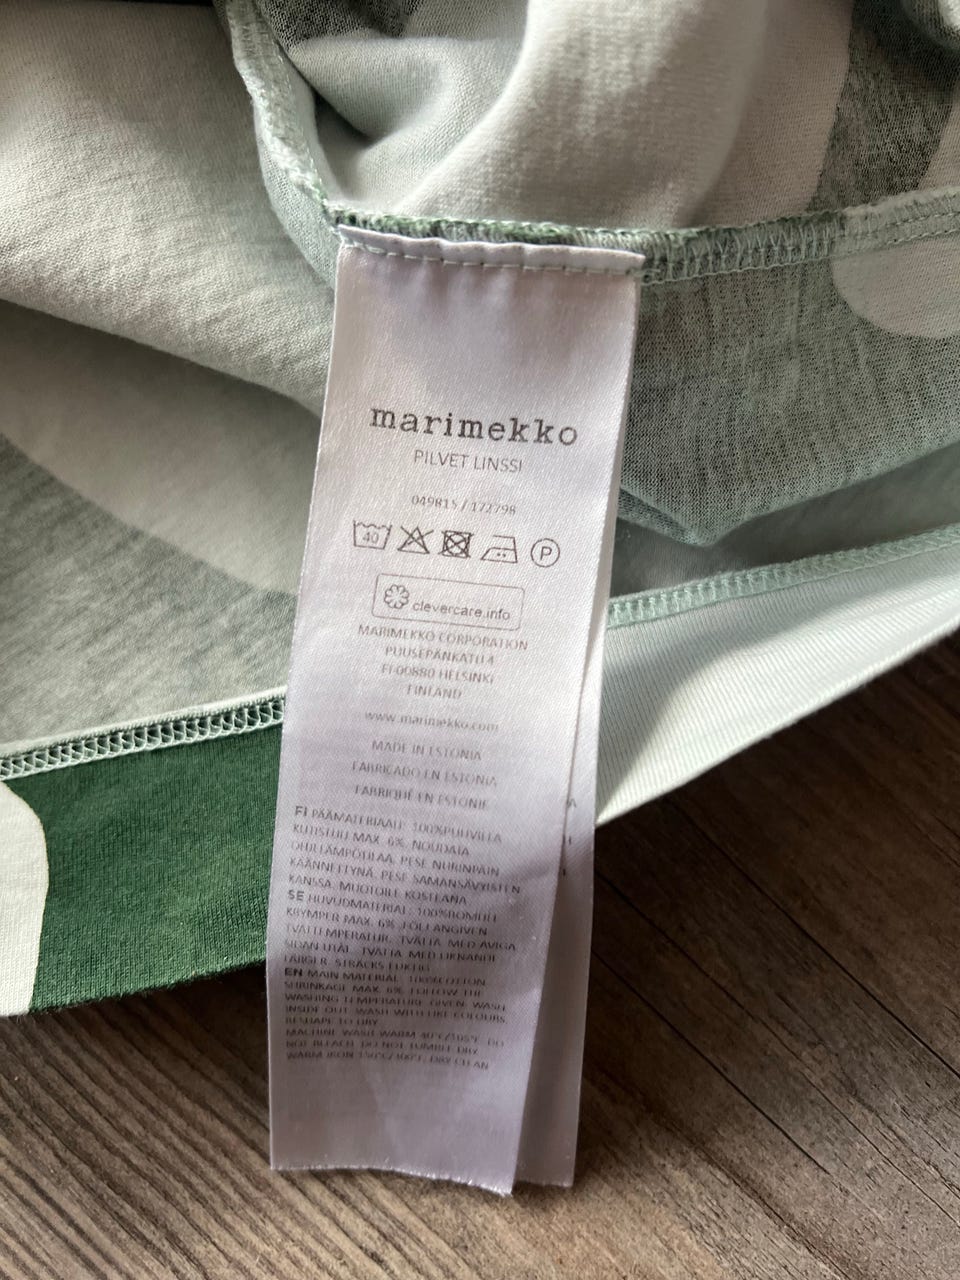 marimekko
PILVET LINSSI
049815 / 172798
40 P
clevercare.info
MARIMEKKO CORPORATION
PUUSEPÄNKATU 4
FI-00880 HELSINKI
FINLAND
www.marimekko.com
MADE IN ESTONIA
FABRICADO EN ESTONIA
FABRIQUÉ EN ESTONIE
FI PÄÄMATERIAALI: 100%PUUVILLA
KUTISTUU MAX. 6%. NOUDATA
OHJELÄMPÖTILAA. PESE NURINPÄIN
KÄÄNNETTYNÄ. PESE SAMANSÄVYISTEN
KANSSA. MUOTOILE KOSTEANA
SE HUVUDMATERIAL: 100%BOMULL
KRYMPER MAX. 6%. FÖLJ ANGIVEN
TVÄTTEMPERATUR. TVÄTTA MED AVIGA
SIDAN UTÅT. TVÄTTA MED LIKNANDE
FÄRGER. STRÄCKS FUKTIG
EN MAIN MATERIAL: 100%COTTON
SHRINKAGE MAX. 6%. FOLLOW THE
WASHING TEMPERATURE GIVEN. WASH
INSIDE OUT. WASH WITH LIKE COLOURS.
RESHAPE TO DRY
MACHINE WASH WARM 40°C/105°F. DO
NOT BLEACH. DO NOT TUMBLE DRY.
WARM IRON 150°C/300°F. DRY CLEAN